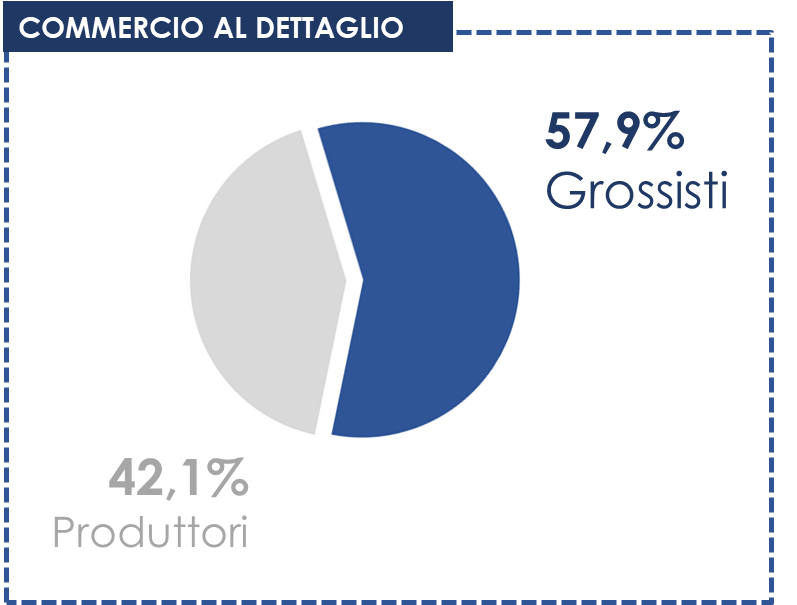 COMMERCIO AL DETTAGLIO
57,9%
Grossisti
42,1%
Produttori